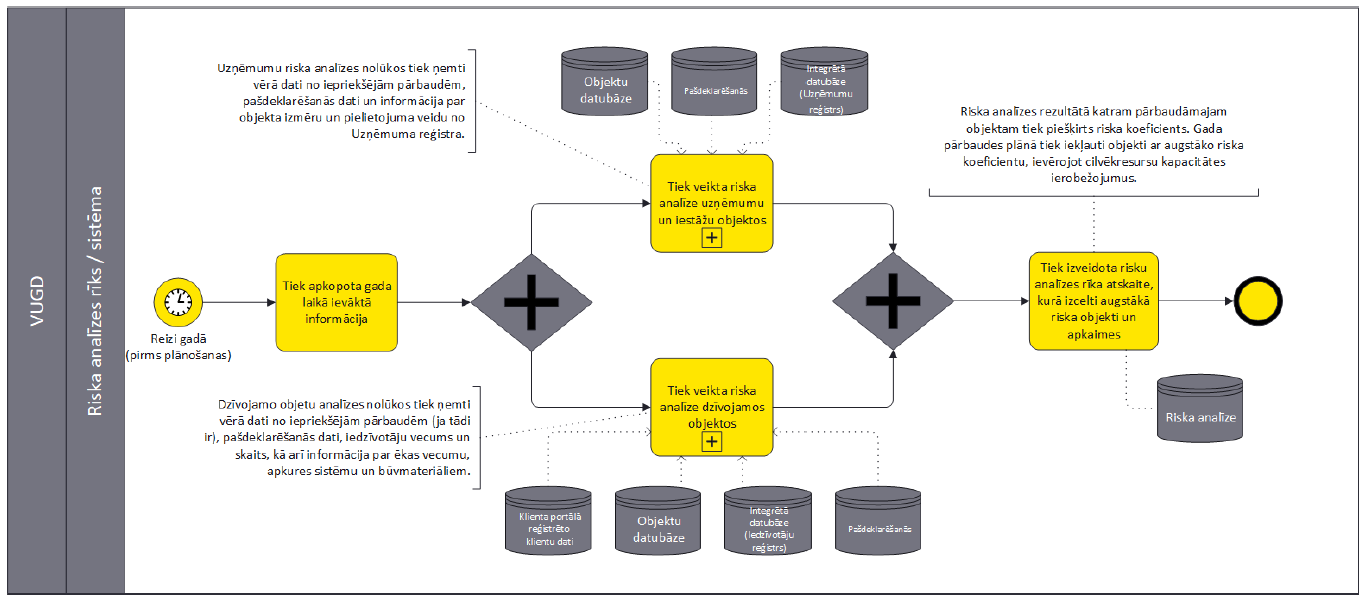 VUGD
Riska analīzes rīks / sistēma
Reizi gadā
(pirms plānošanas)
Tiek apkopota gada
laikā ievāktā
informācija
Uzņēmumu riska analīzes nolūkos tiek ņemti
vērā dati no iepriekšējām pārbaudēm,
pašdeklarēšanās dati un informācija par
objekta izmēru un pielietojuma veidu no
Uzņēmuma reģistra.
Objektu
datubāze
Pašdeklarēšanās
Integrētā
datubāze
(Uzņēmumu
reģistrs)
Tiek veikta riska
analīze uzņēmumu
un iestāžu objektos
Dzīvojamo objetu analīzes nolūkos tiek ņemti
vērā dati no iepriekšējām pārbaudēm (ja tādi
ir), pašdeklarēšanās dati, iedzīvotāju vecums un
skaits, kā arī informācija par ēkas vecumu,
apkures sistēmu un būvmateriāliem.
Tiek veikta riska
analīze dzīvojamos
objektos
Klienta portālā
reģistrēto
klientu dati
Objektu
datubāze
Integrētā
datubāze
(Iedzīvotāju
reģistrs)
Pašdeklarēšanās
Riska analīzes rezultātā katram pārbaudāmajam
objektam tiek piešķirts riska koeficients. Gada
pārbaudes plānā tiek iekļauti objekti ar augstāko riska
koeficientu, ievērojot cilvēkresursu kapacitātes
ierobežojumus.
Tiek izveidota risku
analīzes rīka atskaite,
kurā izcelti augstākā
riska objekti un
apkaimes
Riska analīze